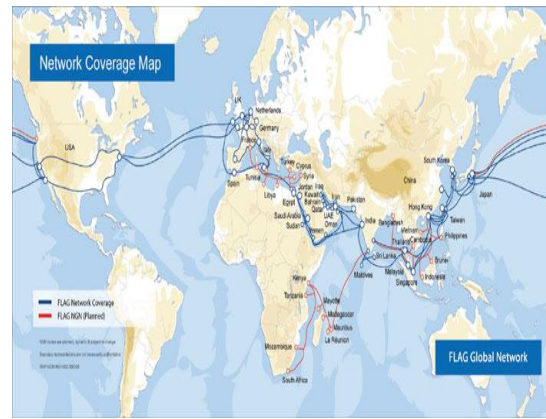 Network Coverage Map
UK
Netherlands
Germany
France
Italy
USA
Spain
Tunisia
Turkey
Cyprus
Syria
Jordan
Libya
Egypt
Iraq
Kuwait
Bahrain
Qatar
Iran
Pakistan
UAE
Oman
Saudi Arabia
Sudan
Yemen
India
Bangladesh
China
South Korea
Japan
Hong Kong
Taiwan
Vietnam
Thailand
Cambodia
Philippines
Sri Lanka
Maldives
Malaysia
Brunei
Singapore
Indonesia
Kenya
Tanzania
Mayotte
Madagascar
Mauritius
La Réunion
Mozambique
South Africa
FLAG Network Coverage
FLAG NGN (Planned)
FLAG Global Network